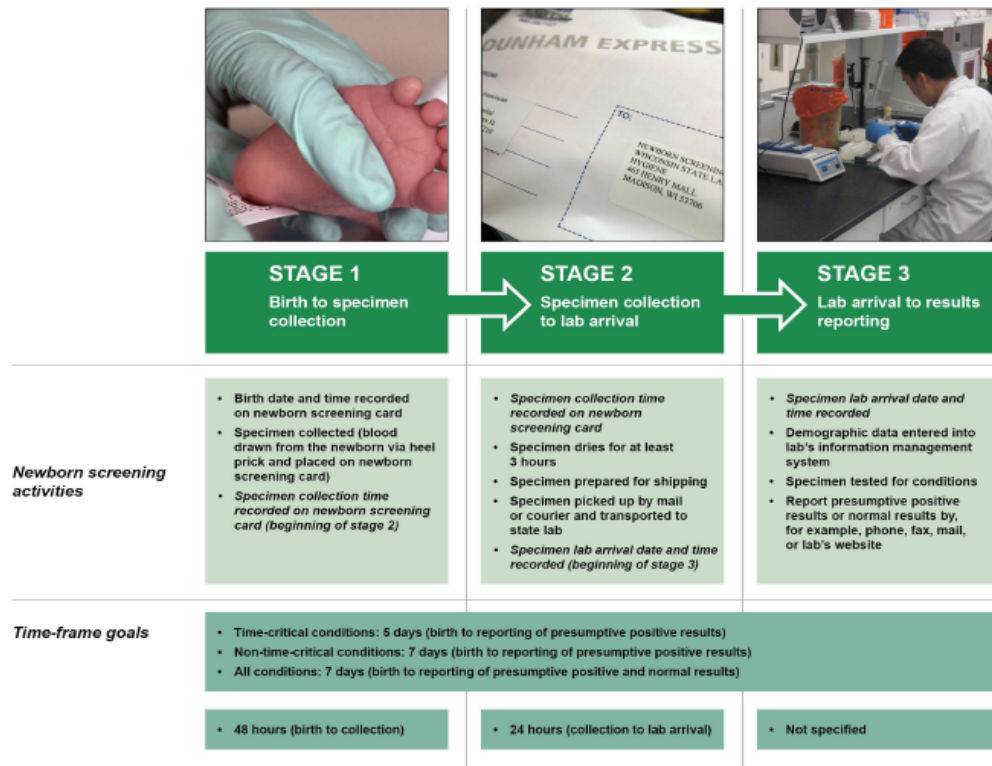 DUNHAM EXPRESS
TO:
NEWBORN SCREENING
WISCONSIN STATE
HYGIENE
465 HENRY MALL
MADISON, WI 53706
STAGE 1
Birth to specimen
collection
STAGE 2
Specimen collection
to lab arrival
STAGE 3
Lab arrival to results
reporting
Newborn screening
activities
• Birth date and time recorded
on newborn screening card
• Specimen collected (blood
drawn from the newborn via heel
prick and placed on newborn
screening card)
• Specimen collection time
recorded on newborn screening
card (beginning of stage 2)
• Specimen collection time
recorded on newborn
screening card
• Specimen dries for at least
3 hours
• Specimen prepared for shipping
• Specimen picked up by mail
or courier and transported to
state lab
• Specimen lab arrival date and time
recorded (beginning of stage 3)
• Specimen lab arrival date and
time recorded
• Demographic data entered into
lab's information management
system
• Specimen tested for conditions
• Report presumptive positive
results or normal results by,
for example, phone, fax, mail,
or lab's website
Time-frame goals
• Time-critical conditions: 5 days (birth to reporting of presumptive positive results)
• Non-time-critical conditions: 7 days (birth to reporting of presumptive positive results)
• All conditions: 7 days (birth to reporting of presumptive positive and normal results)
• 48 hours (birth to collection)
• 24 hours (collection to lab arrival)
• Not specified